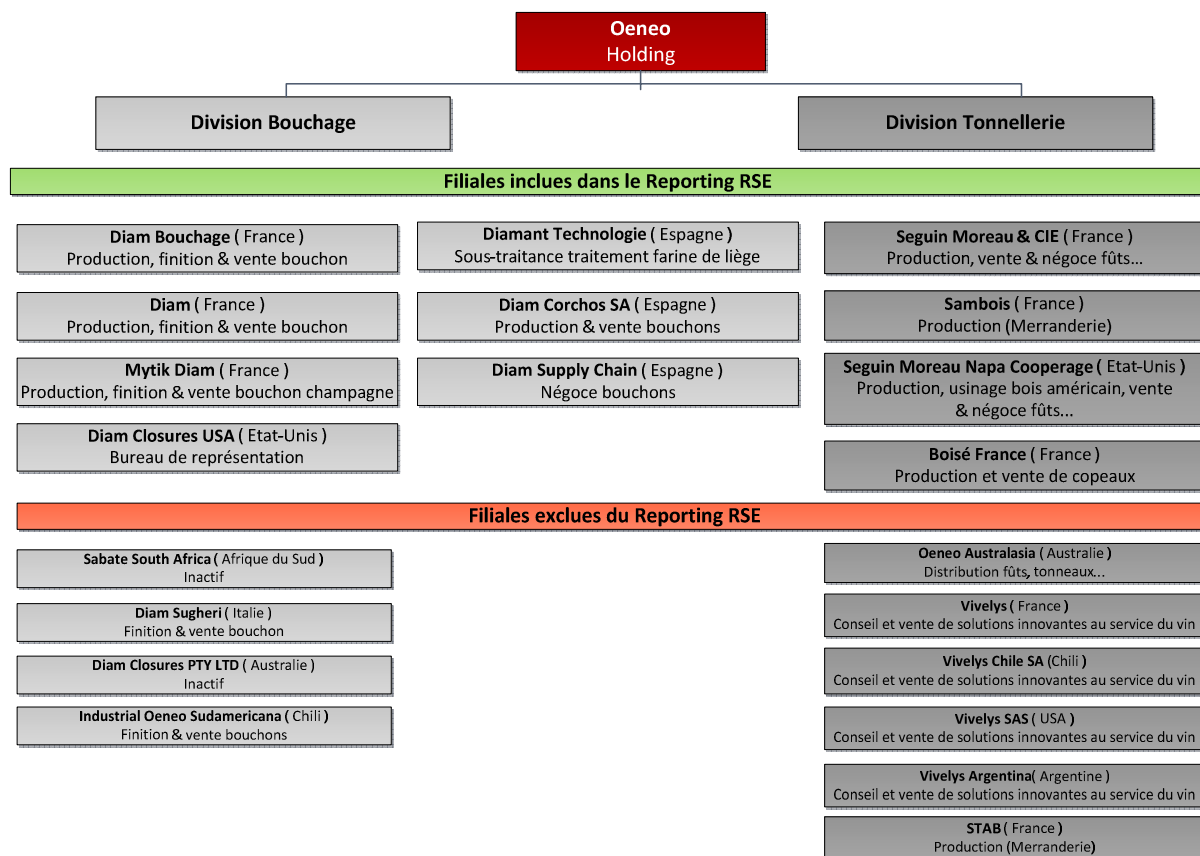 Oeneo
Holding
Division Bouchage
Division Tonnellerie
Filiales inclues dans le Reporting RSE
Diam Bouchage ( France )
Production, finition & vente bouchon
Diam ( France )
Production, finition & vente bouchon
Mytik Diam ( France )
Production, finition & vente bouchon champagne
Diam Closures USA ( Etat-Unis )
Bureau de représentation
Diamant Technologie ( Espagne )
Sous-traitance traitement farine de liège
Diam Corchos SA ( Espagne )
Production & vente bouchons
Diam Supply Chain ( Espagne )
Négoce bouchons
Seguin Moreau & CIE ( France )
Production, vente & négoce fûts...
Sambois ( France )
Production (Merranderie)
Seguin Moreau Napa Cooperage ( Etat-Unis )
Production, usinage bois américain, vente
& négoce fûts...
Boisé France ( France )
Production et vente de copeaux
Filiales exclues du Reporting RSE
Sabate South Africa ( Afrique du Sud )
Inactif
Diam Sugheri ( Italie )
Finition & vente bouchon
Diam Closures PTY LTD ( Australie )
Inactif
Industrial Oeneo Sudamericana ( Chili )
Finition & vente bouchons
Oeneo Australasia ( Australie )
Distribution fûts, tonneaux...
Vivelys ( France )
Conseil et vente de solutions innovantes au service du vin
Vivelys Chile SA (Chili )
Conseil et vente de solutions innovantes au service du vin
Vivelys SAS ( USA )
Conseil et vente de solutions innovantes au service du vin
Vivelys Argentina( Argentine )
Conseil et vente de solutions innovantes au service du vin
STAB ( France )
Production (Merranderie)